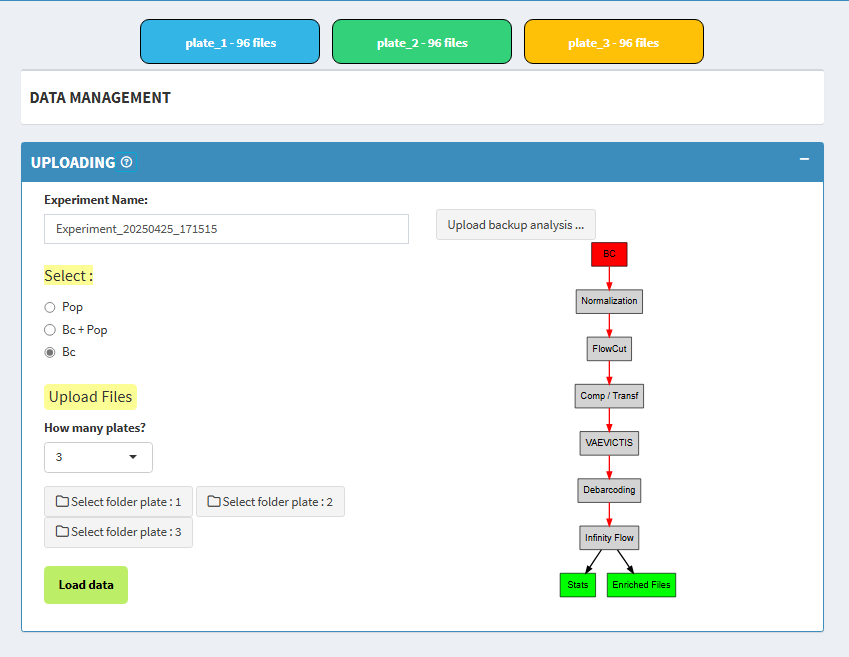 plate_1 - 96 files
plate_2 - 96 files
plate_3 - 96 files
DATA MANAGEMENT
UPLOADING
Experiment Name:
Experiment_20250425_171515
Select :
Pop
Bc + Pop
Bc
Upload Files
How many plates?
3
Select folder plate : 1
Select folder plate : 2
Select folder plate : 3
Load data
Upload backup analysis ...
BC
Normalization
FlowCut
Comp / Transf
VAEVICTIS
Debarcoding
Infinity Flow
Stats
Enriched Files